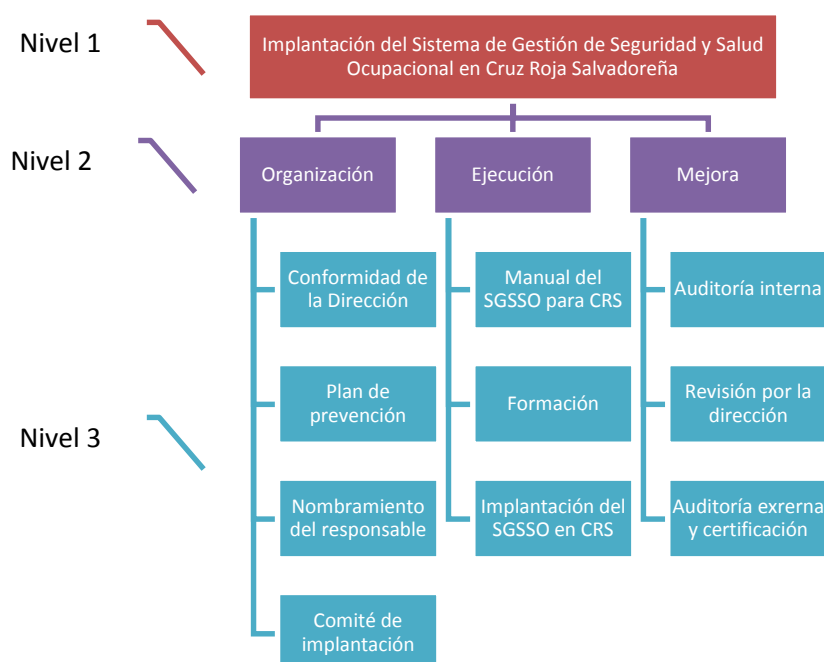 Nivel 1
Implantación del Sistema de Gestión de Seguridad y Salud
Ocupacional en Cruz Roja Salvadoreña
Nivel 2
Organización
Ejecución
Mejora
Nivel 3
Conformidad de
la Dirección
Plan de
prevención
Nombramiento
del responsable
Comité de
implantación
Manual del
SGSSO para CRS
Formación
Implantación del
SGSSO en CRS
Auditoría interna
Revisión por la
dirección
Auditoría exrerna
y certificación